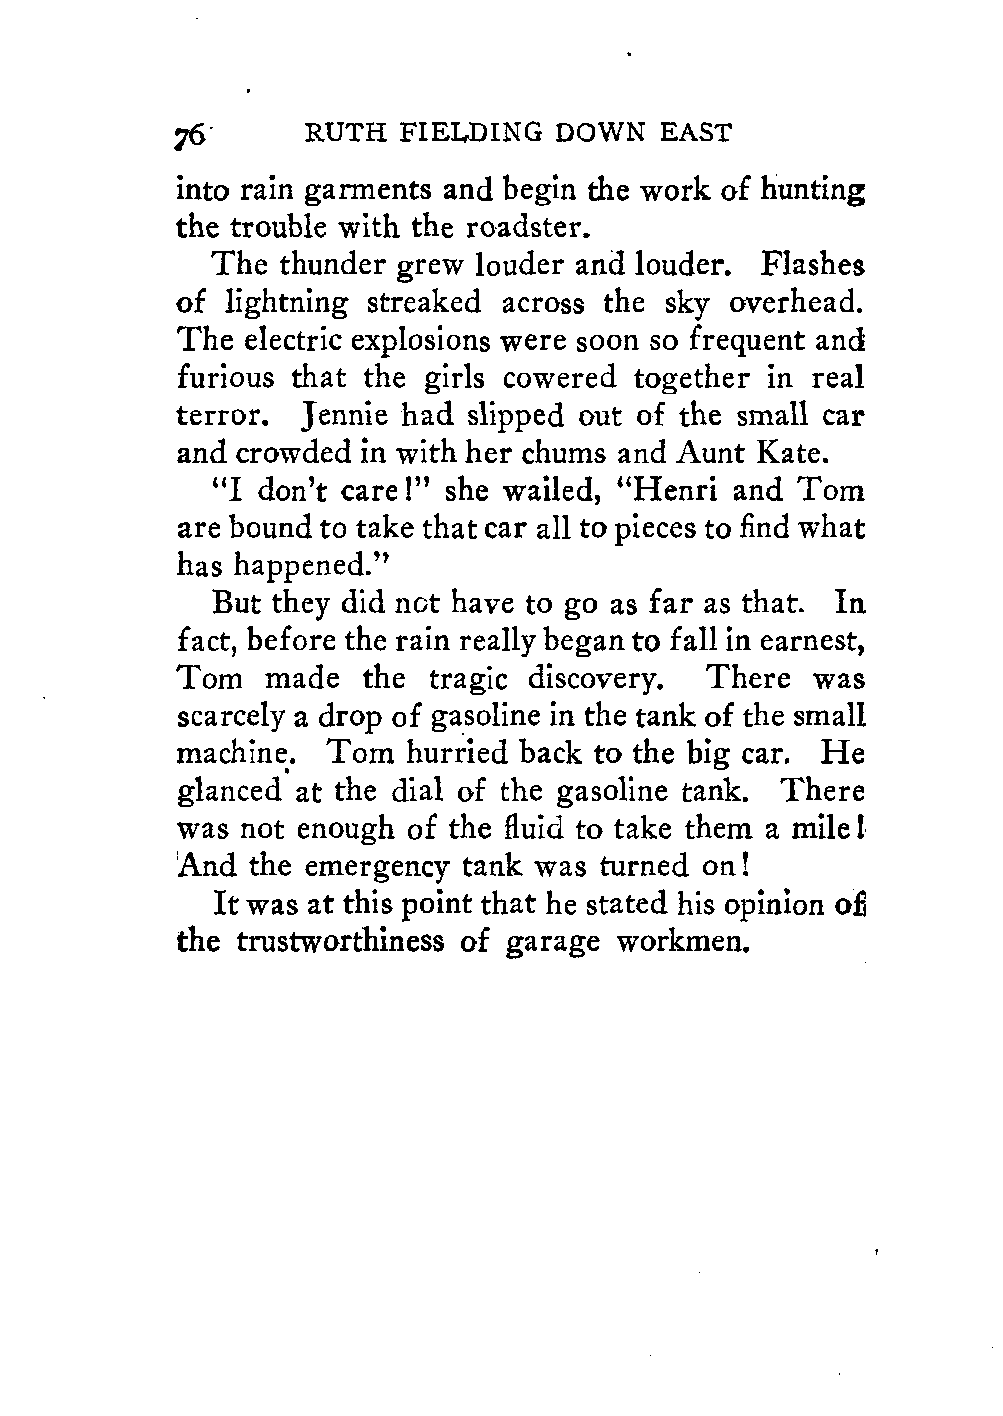 76 RUTH FIELDING DOWN EAST
into rain garments and begin the work of hunting
the trouble with the roadster.
The thunder grew louder and louder. Flashes
of lightning streaked across the sky overhead.
The electric explosions were soon so frequent and
furious that the girls cowered together in real
terror. Jennie had slipped out of the small car
and crowded in with her chums and Aunt Kate.
"I don't care!" she wailed, "Henri and Tom
are bound to take that car all to pieces to find what
has happened."
But they did not have to go as far as that. In
fact, before the rain really began to fall in earnest,
Tom made the tragic discovery. There was
scarcely a drop of gasoline in the tank of the small
machine. Tom hurried back to the big car. He
glanced at the dial of the gasoline tank. There
was not enough of the fluid to take them a mile!
And the emergency tank was turned on!
It was at this point that he stated his opinion of
the trustworthiness of garage workmen.